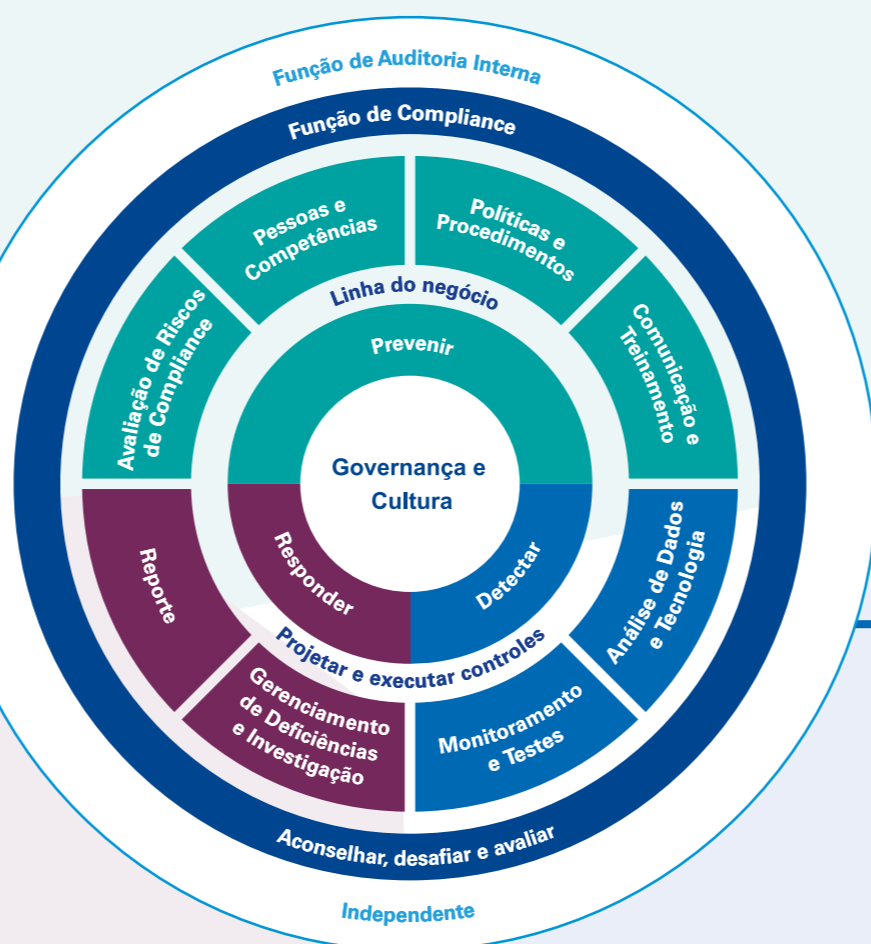 Função de Auditoria Interna
Função de Compliance
Pessoas e
Competências
Políticas e
Procedimentos
Linha do negócio
Avaliação de Riscos
de Compliance
Comunicação e
Treinamento
Prevenir
Governança e
Cultura
Responder
Detectar
Reporte
Análise de Dados
e Tecnologia
Projetar e executar controles
Gerenciamento
de Deficiências
e Investigação
Monitoramento
e Testes
Aconselhar, desafiar e avaliar
Independente